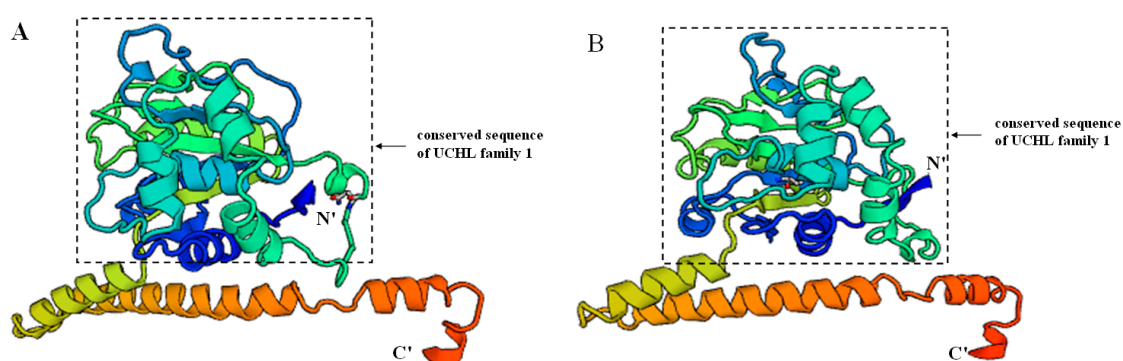 A
conserved sequence
of UCHL family 1
N'
C'
B
conserved sequence
of UCHL family 1
N'
C'